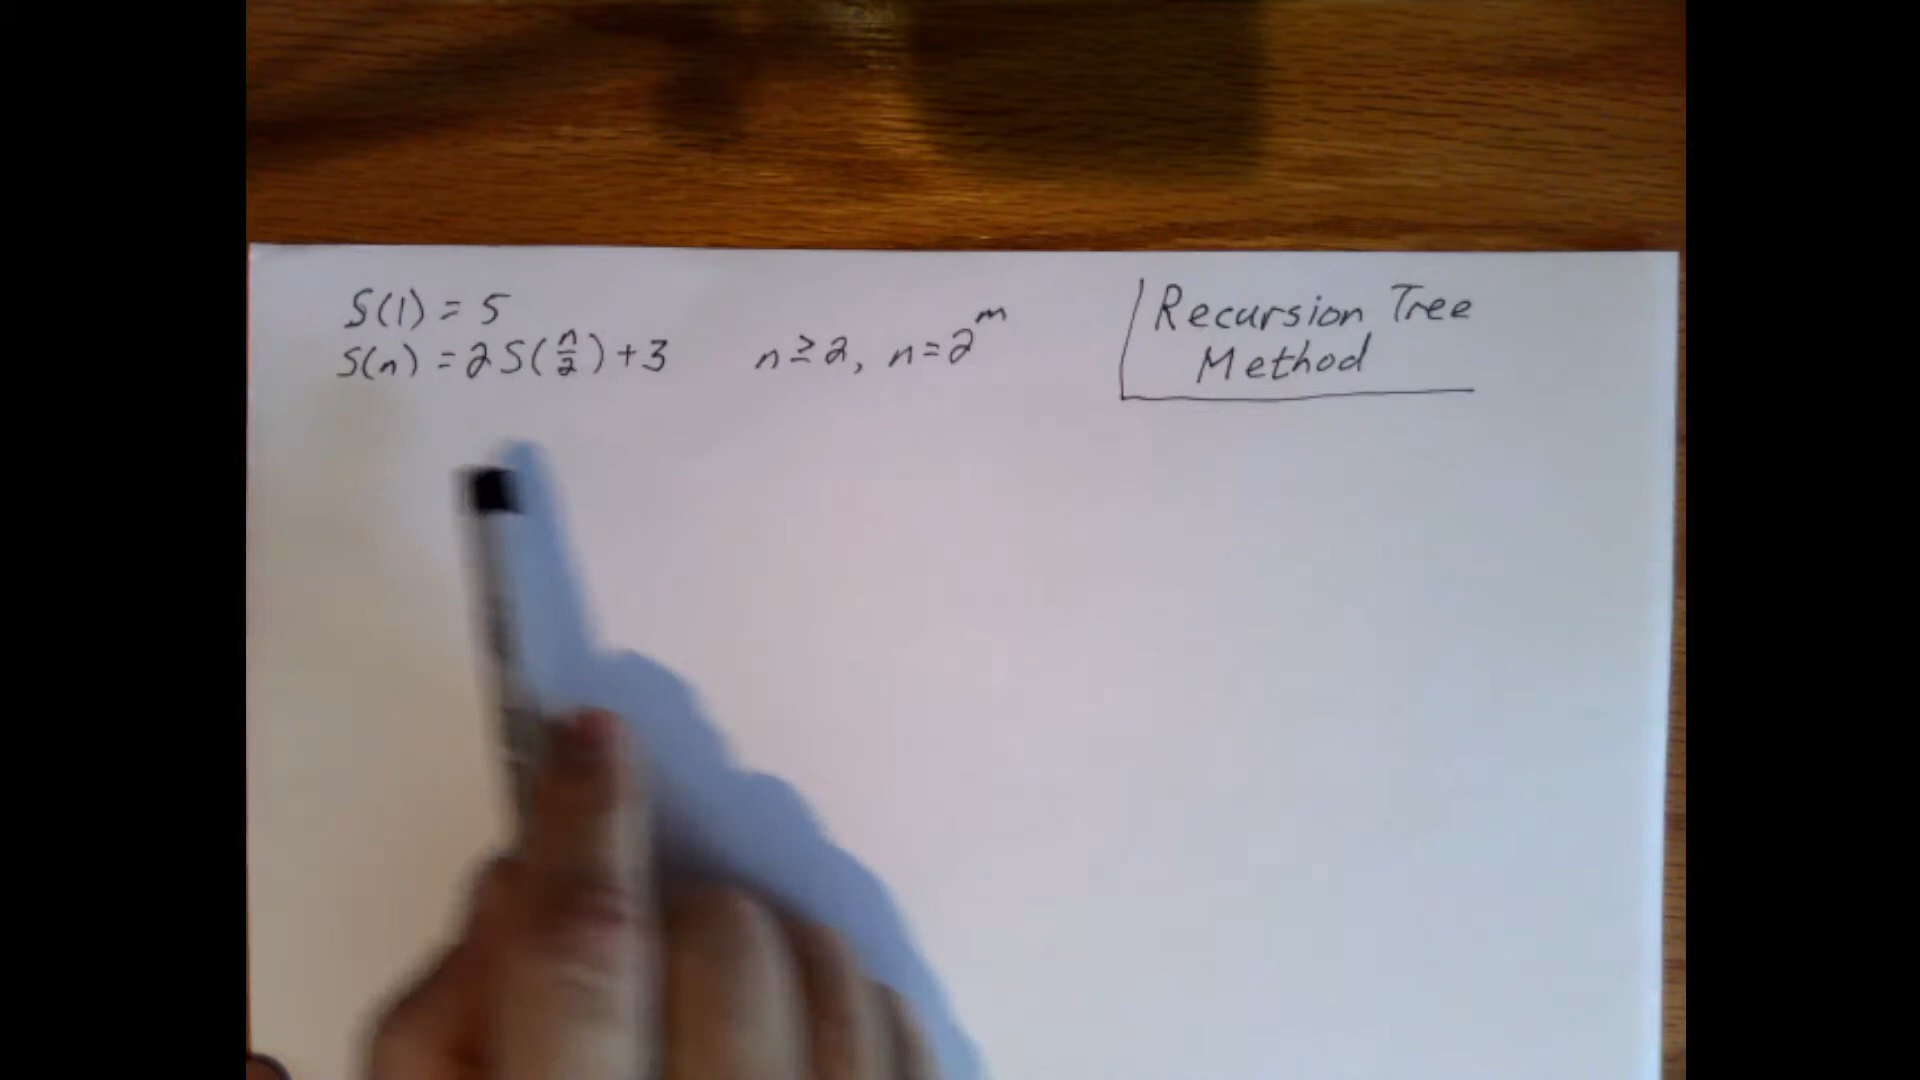 S(1) = 5
S(n) = 2S(n/2) + 3    n ≥ 2, n = 2^m
Recursion Tree
Method